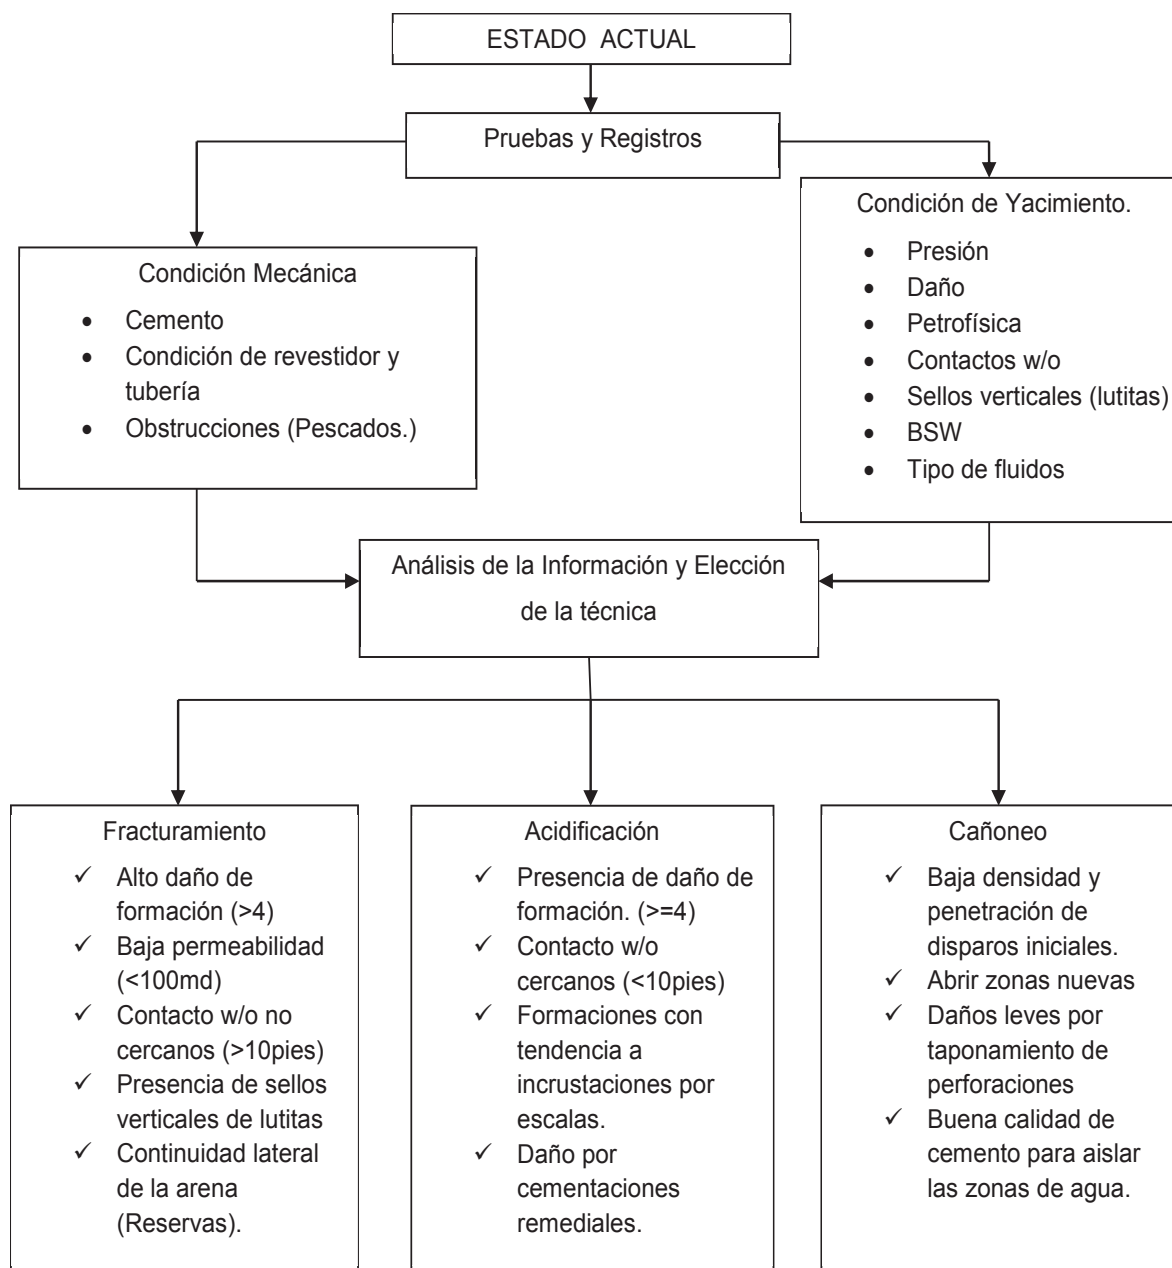 ESTADO ACTUAL
Pruebas y Registros
Condición Mecánica
• Cemento
• Condición de revestidor y
tubería
• Obstrucciones (Pescados.)
Condición de Yacimiento.
• Presión
• Daño
• Petrofísica
• Contactos w/o
• Sellos verticales (lutitas)
• BSW
• Tipo de fluidos
Análisis de la Información y Elección
de la técnica
Fracturamiento
✓ Alto daño de
formación (>4)
✓ Baja permeabilidad
(<100md)
✓ Contacto w/o no
cercanos (>10pies)
✓ Presencia de sellos
verticales de lutitas
✓ Continuidad lateral
de la arena
(Reservas).
Acidificación
✓ Presencia de daño de
formación. (>=4)
✓ Contacto w/o
cercanos (<10pies)
✓ Formaciones con
tendencia a
incrustaciones por
escalas.
✓ Daño por
cementaciones
remediales.
Cañoneo
✓ Baja densidad y
penetración de
disparos iniciales.
✓ Abrir zonas nuevas
✓ Daños leves por
taponamiento de
perforaciones
✓ Buena calidad de
cemento para aislar
las zonas de agua.